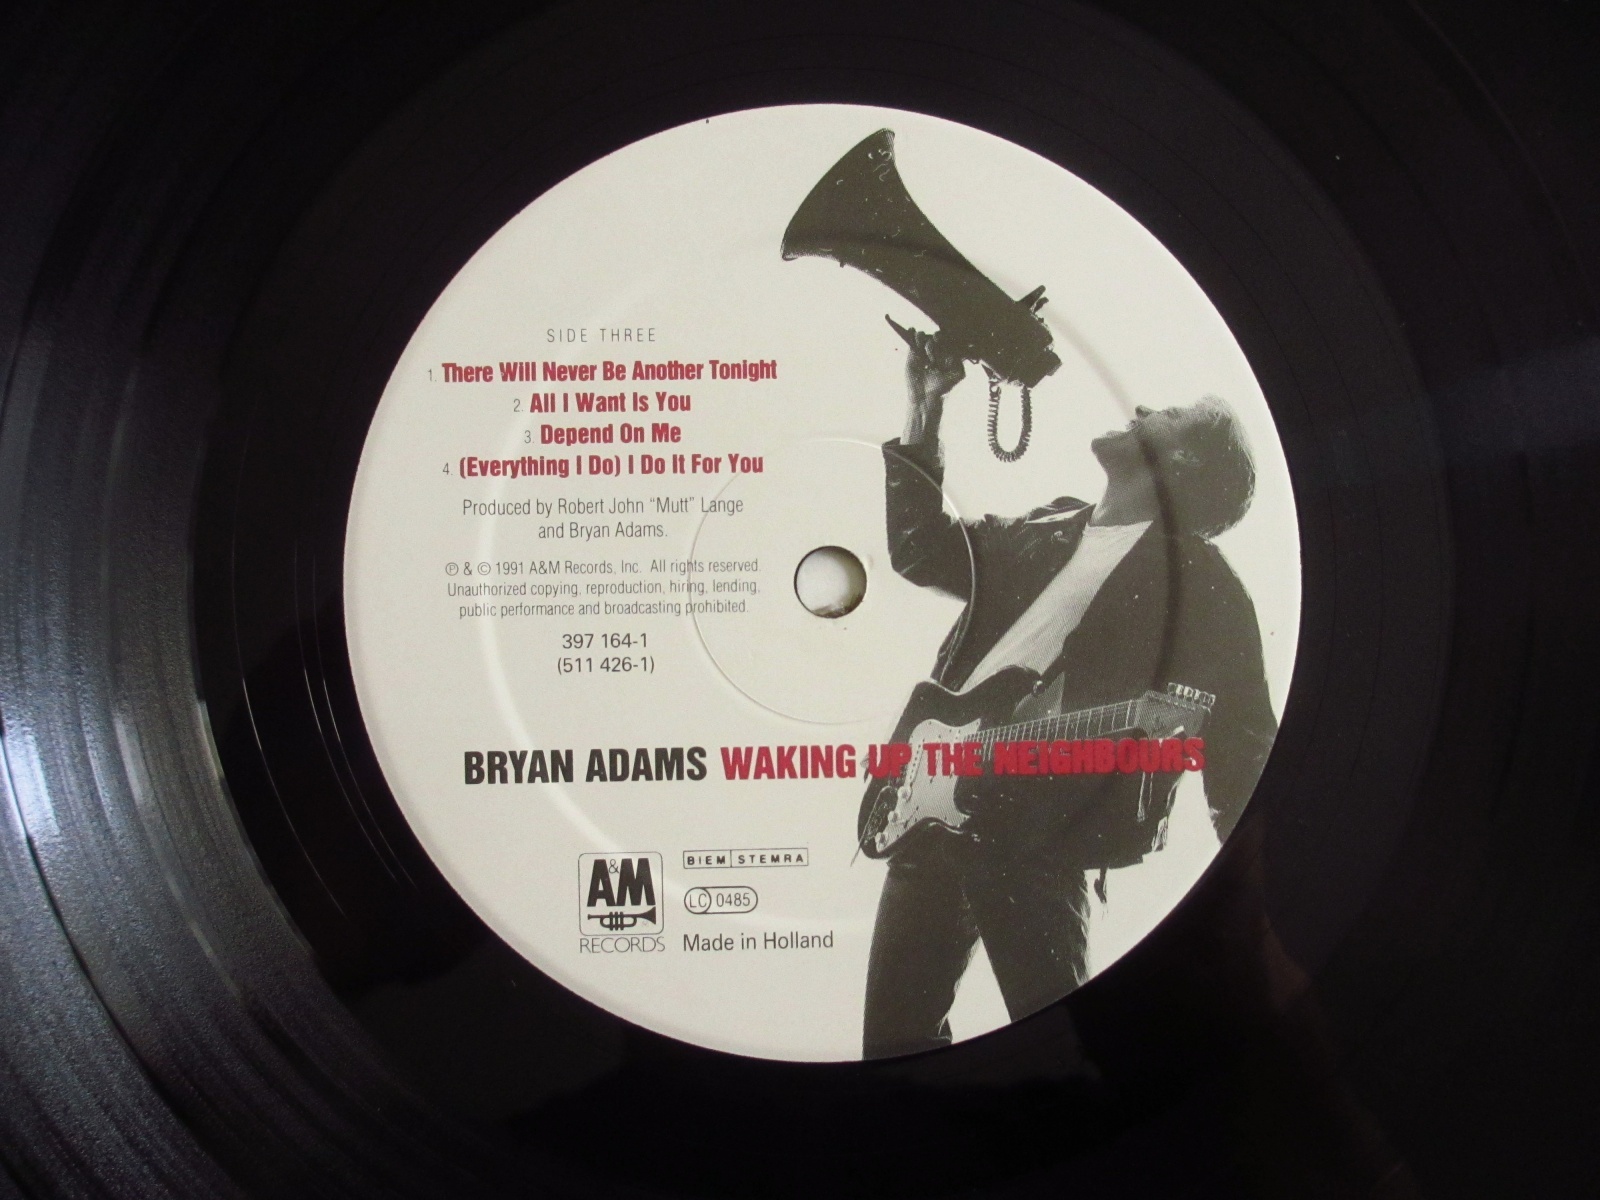 SIDE THREE
1. There Will Never Be Another Tonight
2. All I Want Is You
3. Depend On Me
4. (Everything I Do) I Do It For You
Produced by Robert John “Mutt” Lange
and Bryan Adams.
℗ & © 1991 A&M Records, Inc. All rights reserved.
Unauthorized copying, reproduction, hiring, lending,
public performance and broadcasting prohibited.
397 164-1
(511 426-1)
BRYAN ADAMS WAKING UP THE NEIGHBOURS
A&M
RECORDS
BIEM STEMRA
LC 0485
Made in Holland